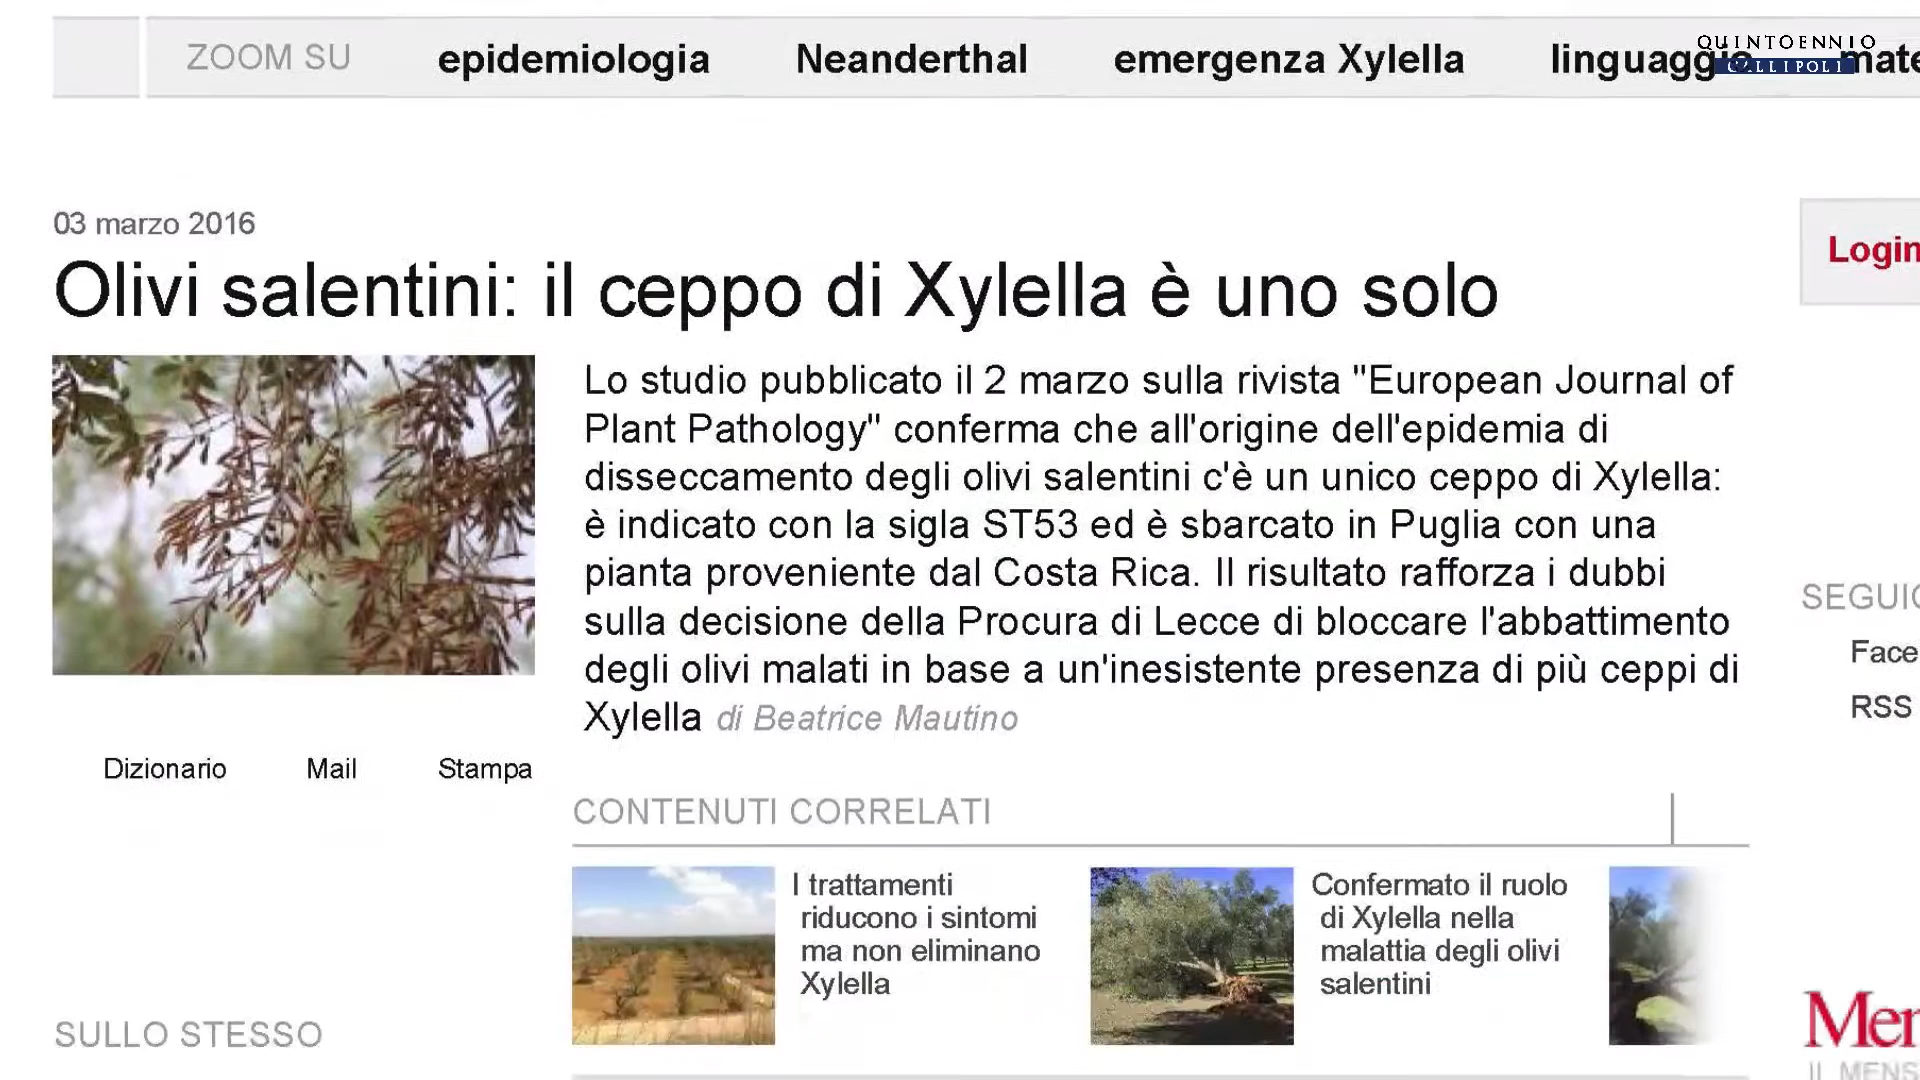 ZOOM SU epidemiologia Neanderthal emergenza Xylella
QUINTOENNIO
03 marzo 2016
Login
Olivi salentini: il ceppo di Xylella è uno solo
Lo studio pubblicato il 2 marzo sulla rivista "European Journal of
Plant Pathology" conferma che all'origine dell'epidemia di
disseccamento degli olivi salentini c'è un unico ceppo di Xylella:
è indicato con la sigla ST53 ed è sbarcato in Puglia con una
pianta proveniente dal Costa Rica. Il risultato rafforza i dubbi
sulla decisione della Procura di Lecce di bloccare l'abbattimento
degli olivi malati in base a un'inesistente presenza di più ceppi di
Xylella di Beatrice Mautino
Face
RSS
Dizionario Mail Stampa
CONTENUTI CORRELATI
I trattamenti
riducono i sintomi
ma non eliminano
Xylella
Confermato il ruolo
di Xylella nella
malattia degli olivi
salentini
SULLO STESSO
IL MENS